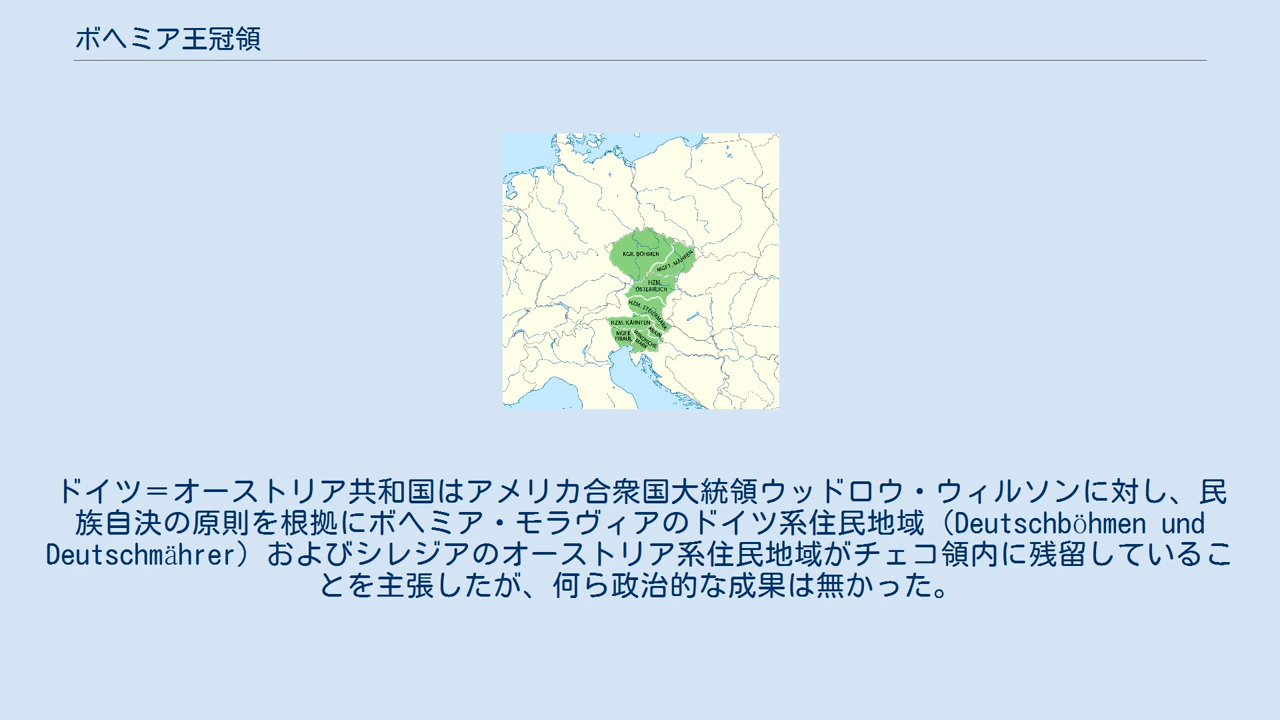 ボヘミア王冠領
KGR. BÖHMEN
MGFT. MÄHREN
HZM.
ÖSTERREICH
HZM. STEIERMARK
HZM. KÄRNTEN
KRAIN
MGFT.
FRIAUL
WINDISCHE
MARK
ドイツ＝オーストリア共和国はアメリカ合衆国大統領ウッドロウ・ウィルソンに対し、民
族自決の原則を根拠にボヘミア・モラヴィアのドイツ系住民地域（Deutschböhmen und
Deutschmährer）およびシレジアのオーストリア系住民地域がチェコ領内に残留しているこ
とを主張したが、何ら政治的な成果は無かった。